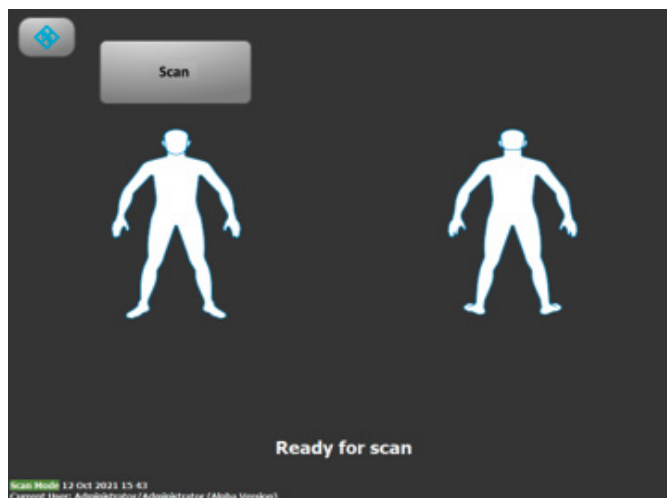 Scan
Ready for scan
Scan Mode 12 Oct 2021 15 43
Current User: Administrator/Administrator (Alpha Version)